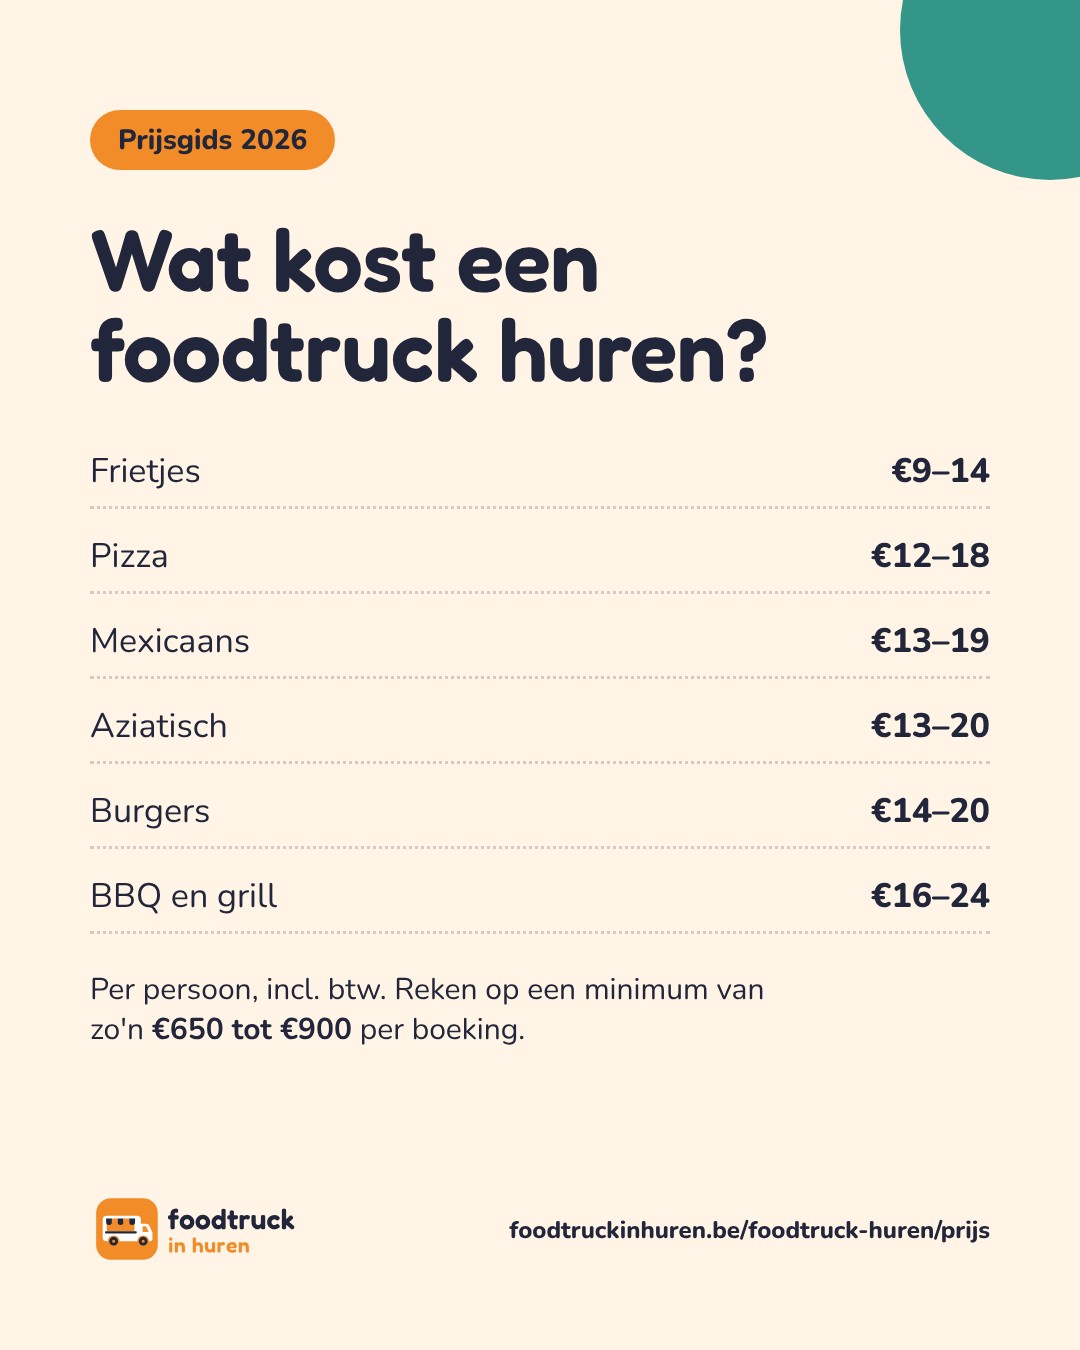 Prijsgids 2026
Wat kost een
foodtruck huren?
Frietjes €9–14
Pizza €12–18
Mexicaans €13–19
Aziatisch €13–20
Burgers €14–20
BBQ en grill €16–24
Per persoon, incl. btw. Reken op een minimum van
zo'n €650 tot €900 per boeking.
foodtruck
in huren
foodtruckinhuren.be/foodtruck-huren/prijs